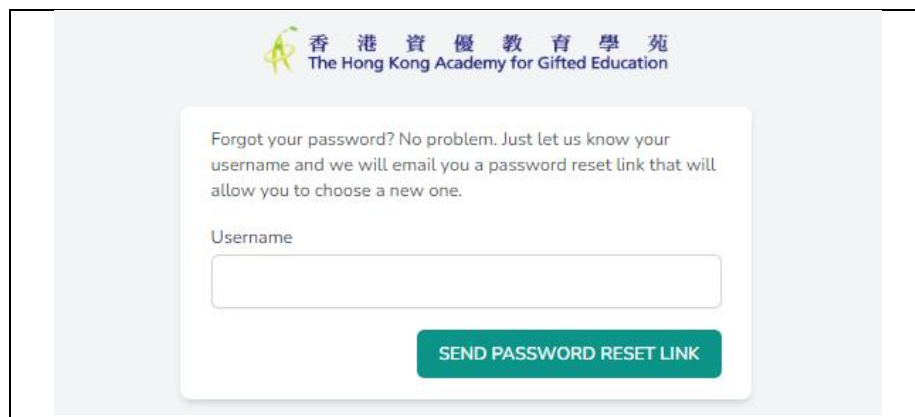 香港資優教育學苑
The Hong Kong Academy for Gifted Education
Forgot your password? No problem. Just let us know your
username and we will email you a password reset link that will
allow you to choose a new one.
Username
SEND PASSWORD RESET LINK